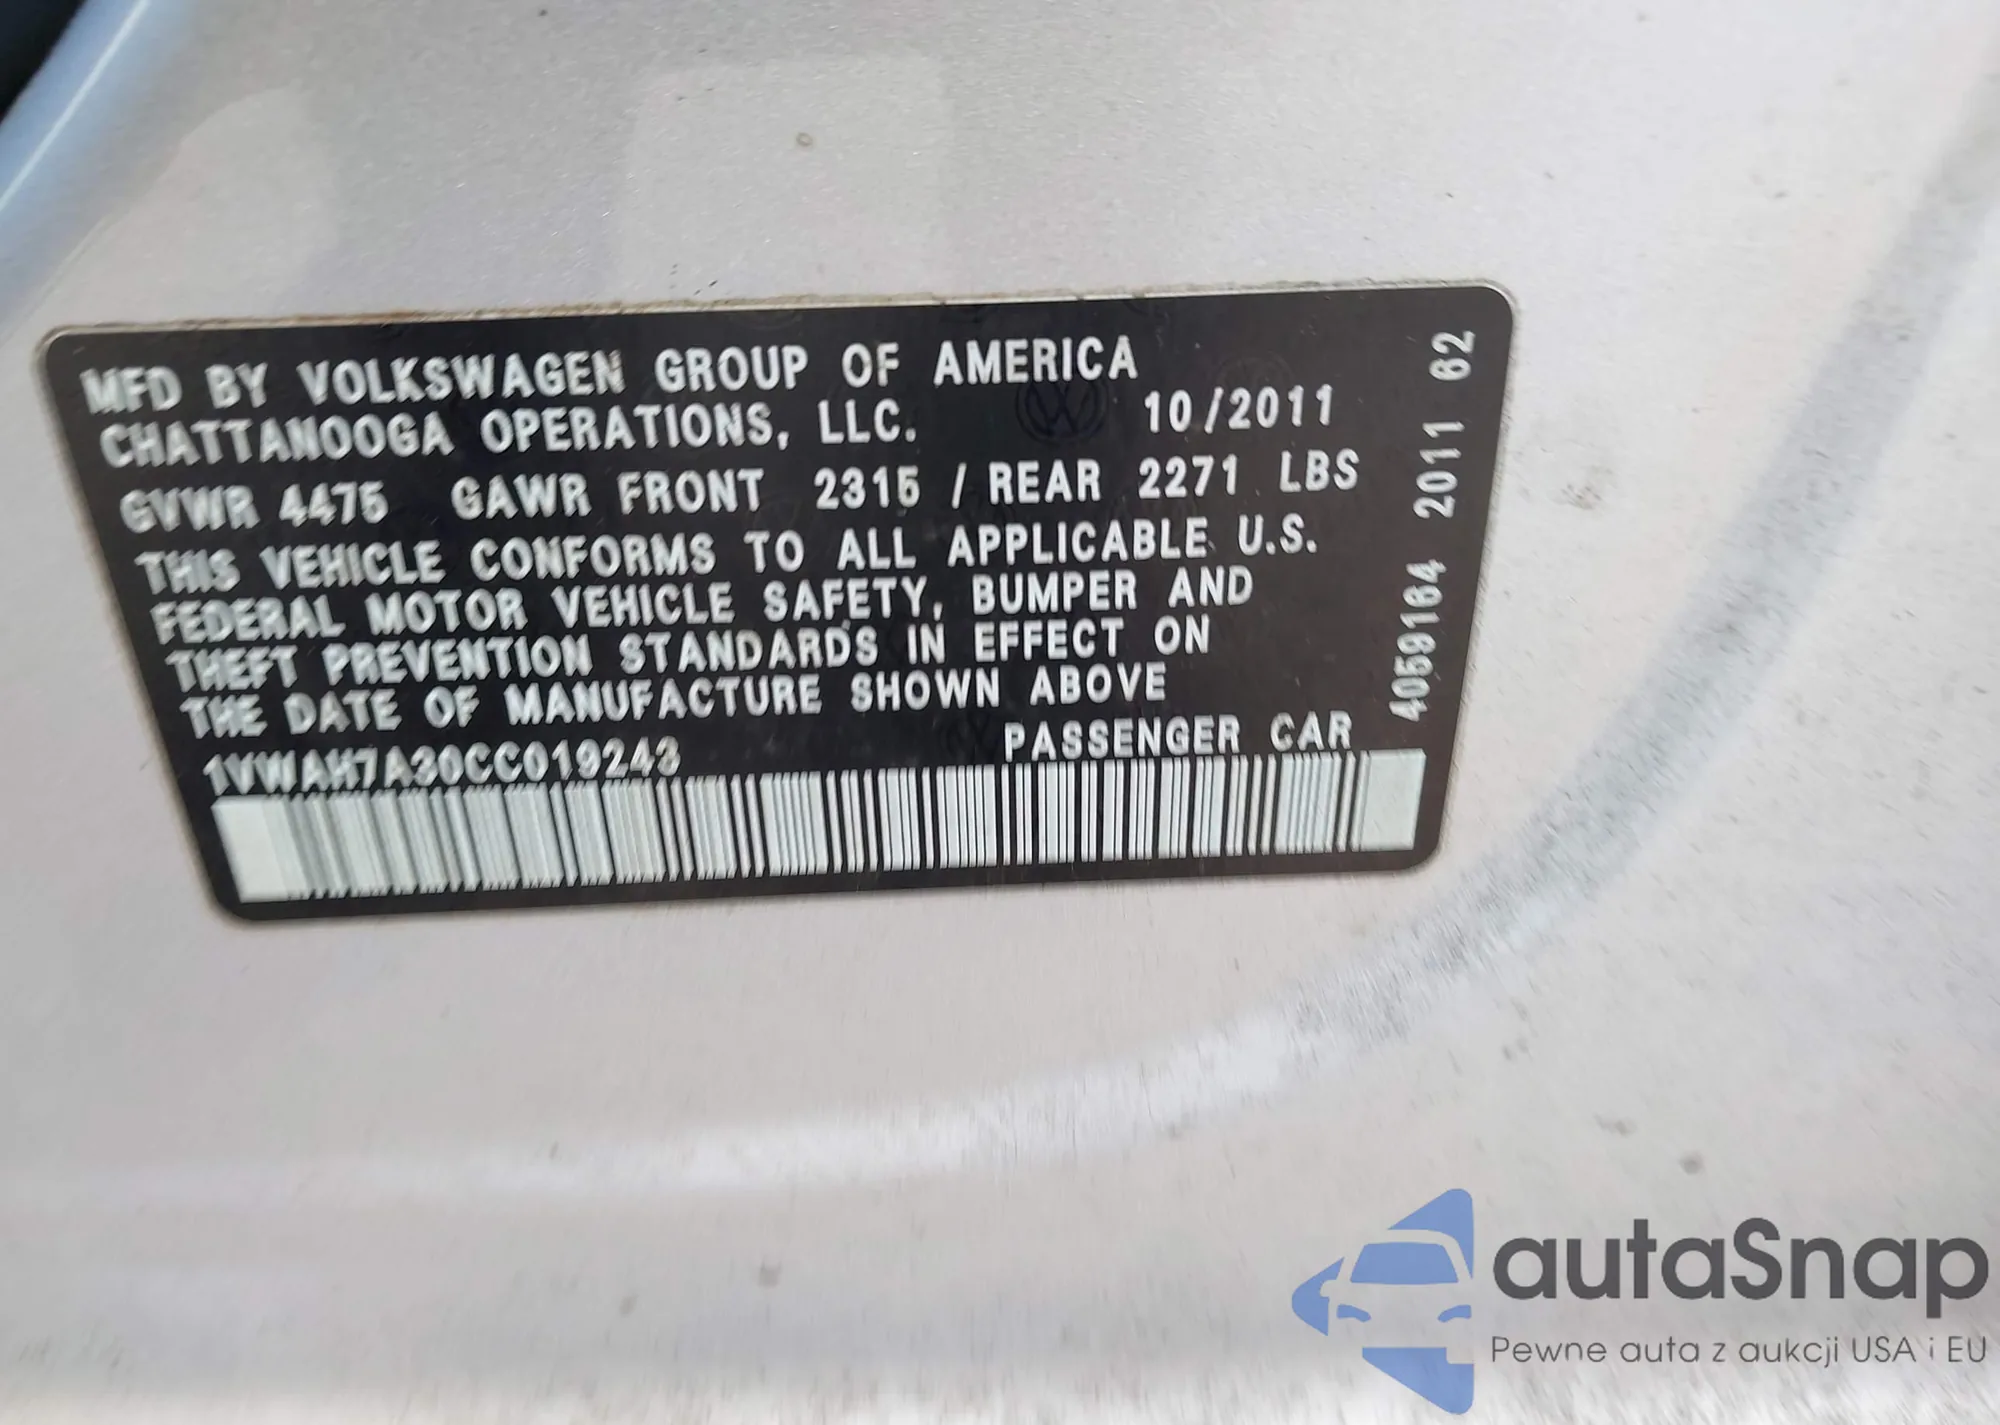 MFD BY VOLKSWAGEN GROUP OF AMERICA
CHATTANOOGA OPERATIONS, LLC. 10/2011
GVWR 4475 GAWR FRONT 2315 / REAR 2271 LBS
THIS VEHICLE CONFORMS TO ALL APPLICABLE U.S.
FEDERAL MOTOR VEHICLE SAFETY, BUMPER AND
THEFT PREVENTION STANDARDS IN EFFECT ON
THE DATE OF MANUFACTURE SHOWN ABOVE
PASSENGER CAR
1VWAH7A30CC019243
4059164 2011 62
autaSnap
Pewne auta z aukcji USA i EU